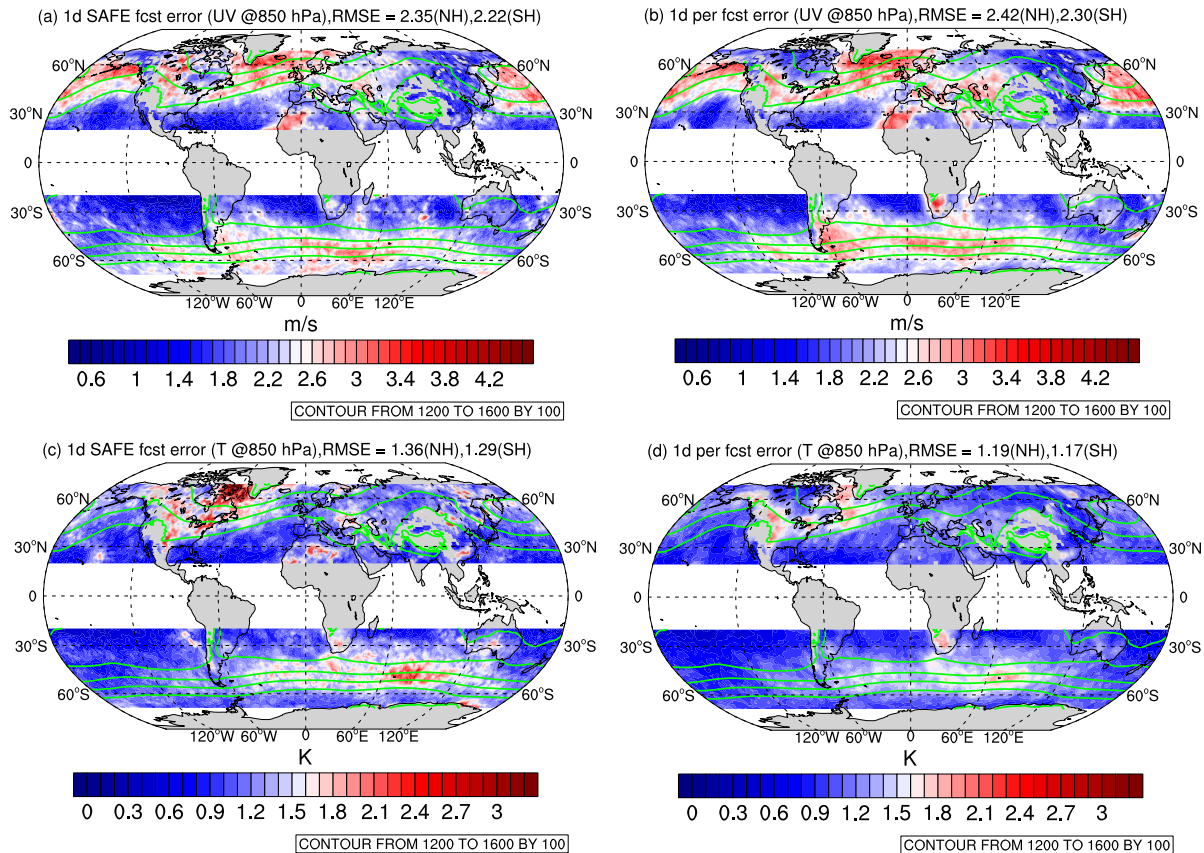 (a) 1d SAFE fcst error (UV @850 hPa),RMSE = 2.35(NH),2.22(SH)
60°N 60°N
30°N 30°N
0 0
30°S 30°S
60°S 60°S
120°W 60°W 0 60°E 120°E
m/s
0.6 1 1.4 1.8 2.2 2.6 3 3.4 3.8 4.2
CONTOUR FROM 1200 TO 1600 BY 100
(b) 1d per fcst error (UV @850 hPa),RMSE = 2.42(NH),2.30(SH)
60°N 60°N
30°N 30°N
0 0
30°S 30°S
60°S 60°S
120°W 60°W 0 60°E 120°E
m/s
0.6 1 1.4 1.8 2.2 2.6 3 3.4 3.8 4.2
CONTOUR FROM 1200 TO 1600 BY 100
(c) 1d SAFE fcst error (T @850 hPa),RMSE = 1.36(NH),1.29(SH)
60°N 60°N
30°N 30°N
0 0
30°S 30°S
60°S 60°S
120°W 60°W 0 60°E 120°E
K
0 0.3 0.6 0.9 1.2 1.5 1.8 2.1 2.4 2.7 3
CONTOUR FROM 1200 TO 1600 BY 100
(d) 1d per fcst error (T @850 hPa),RMSE = 1.19(NH),1.17(SH)
60°N 60°N
30°N 30°N
0 0
30°S 30°S
60°S 60°S
120°W 60°W 0 60°E 120°E
K
0 0.3 0.6 0.9 1.2 1.5 1.8 2.1 2.4 2.7 3
CONTOUR FROM 1200 TO 1600 BY 100